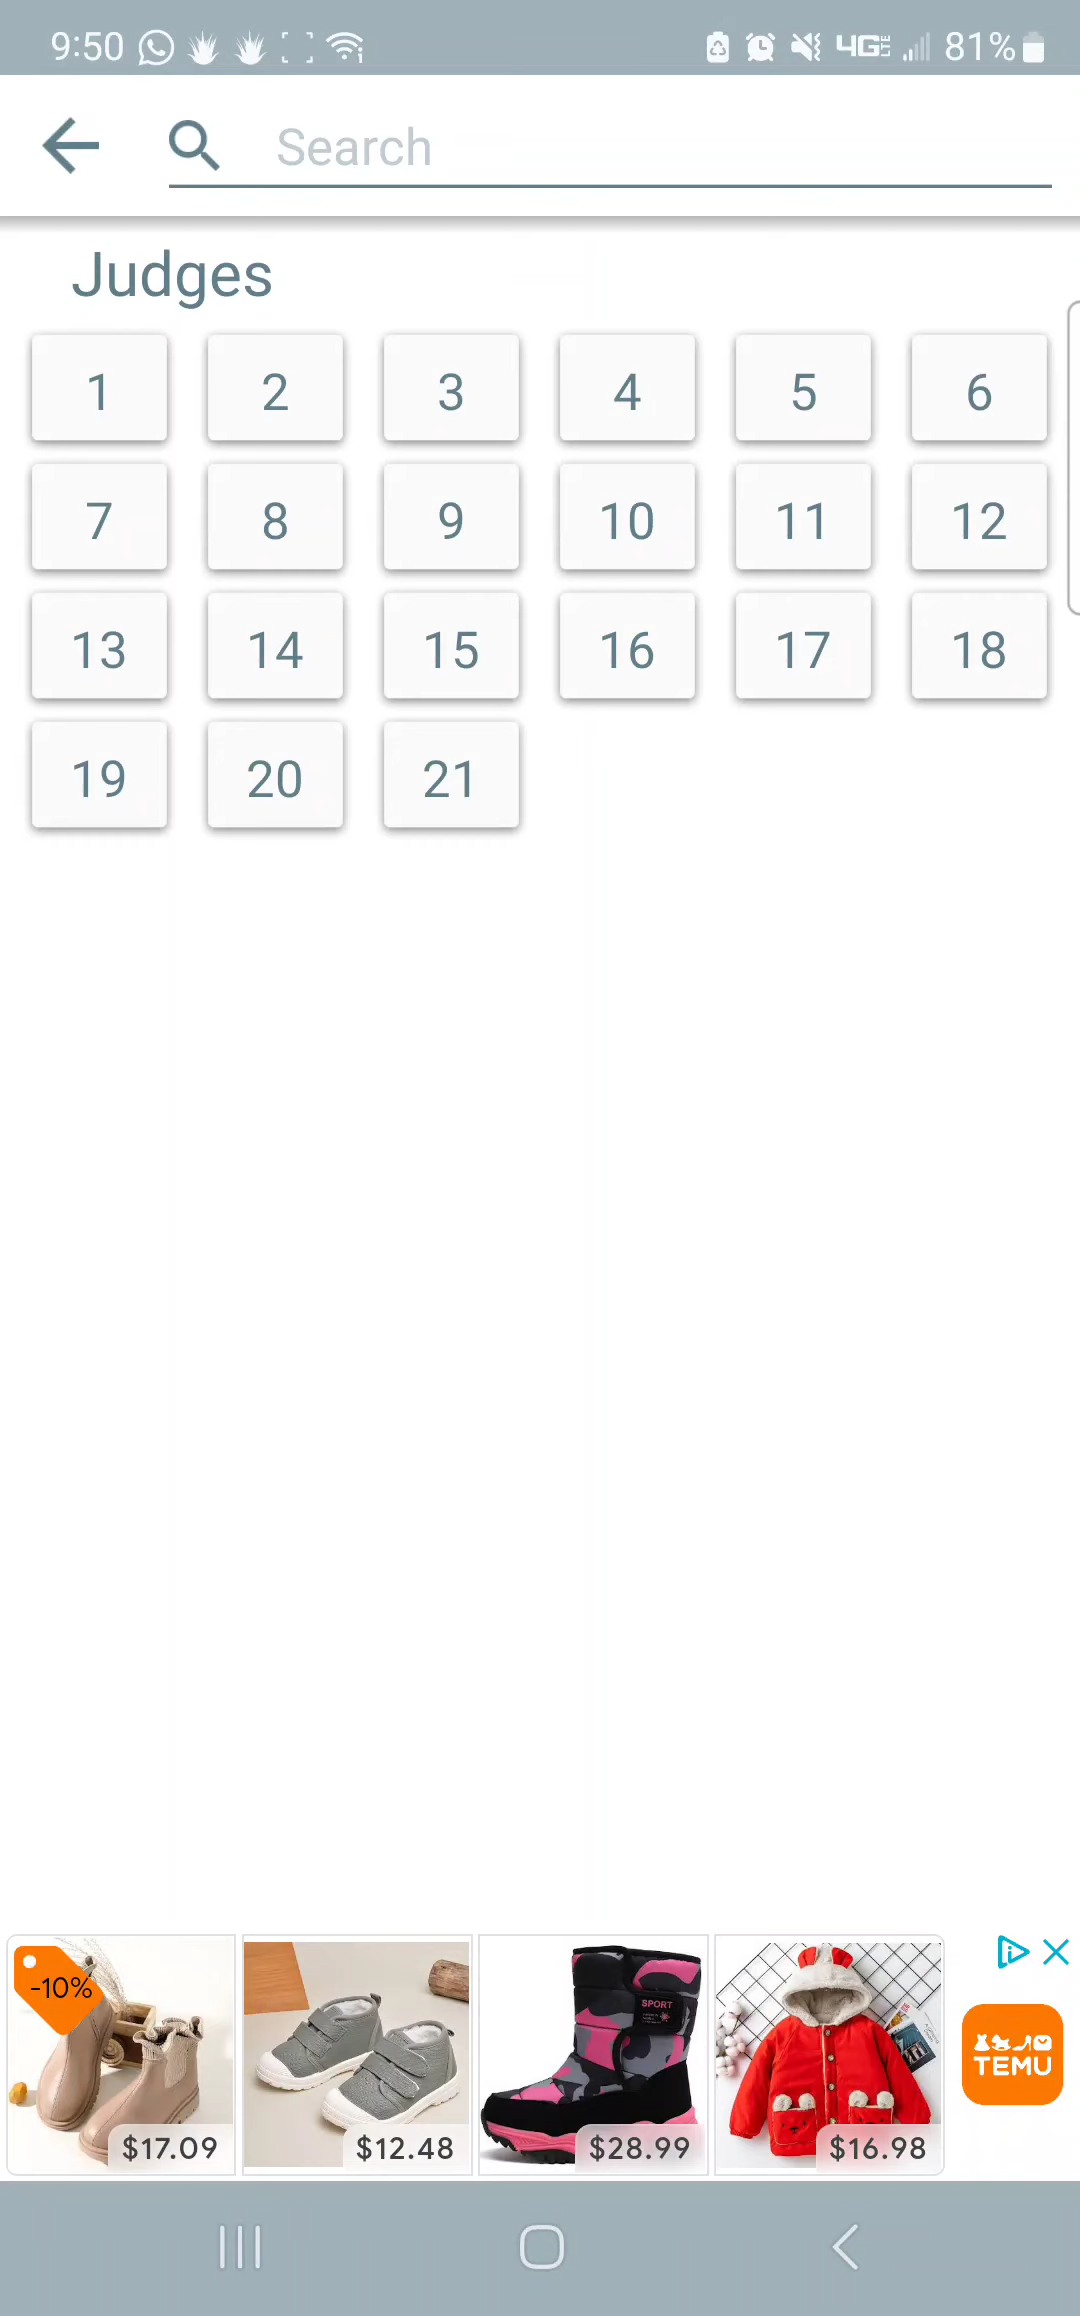 9:50 4G LTE 81%
Search
Judges
1 2 3 4 5 6
7 8 9 10 11 12
13 14 15 16 17 18
19 20 21
-10%
SPORT
TEMU
$17.09 $12.48 $28.99 $16.98